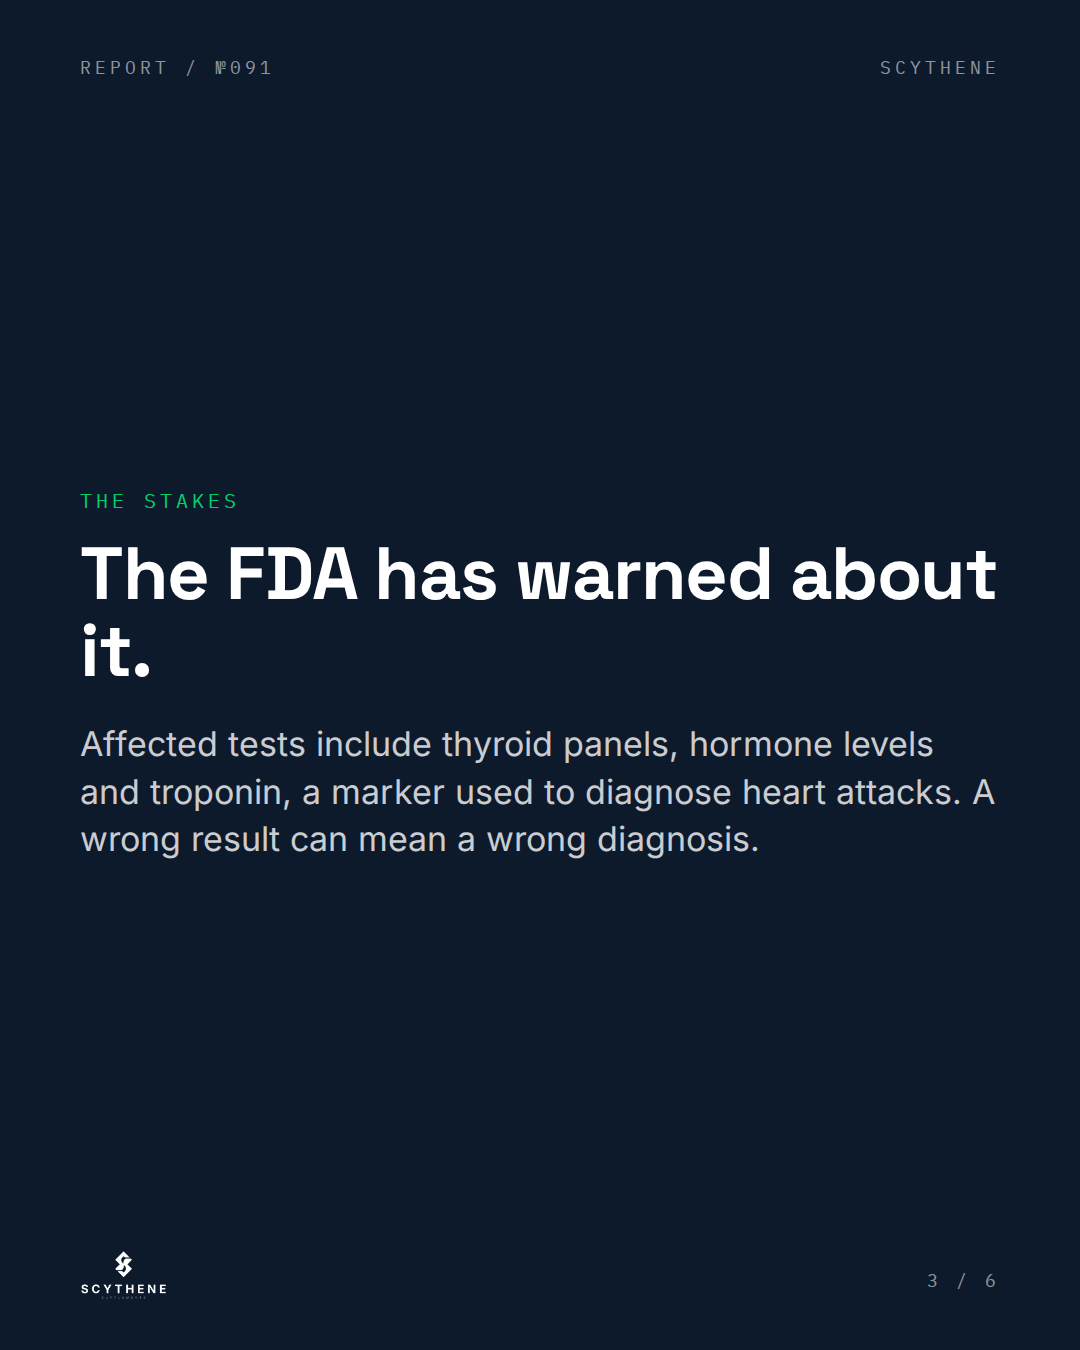 REPORT / №091
SCYTHENE
THE STAKES
The FDA has warned about
it.
Affected tests include thyroid panels, hormone levels
and troponin, a marker used to diagnose heart attacks. A
wrong result can mean a wrong diagnosis.
SCYTHENE
3 / 6